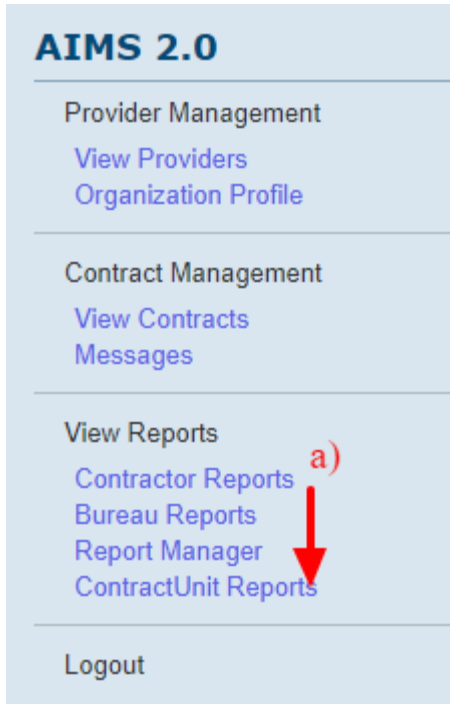 AIMS 2.0
Provider Management
View Providers
Organization Profile
Contract Management
View Contracts
Messages
View Reports
a)
Contractor Reports
Bureau Reports
Report Manager
ContractUnit Reports
Logout